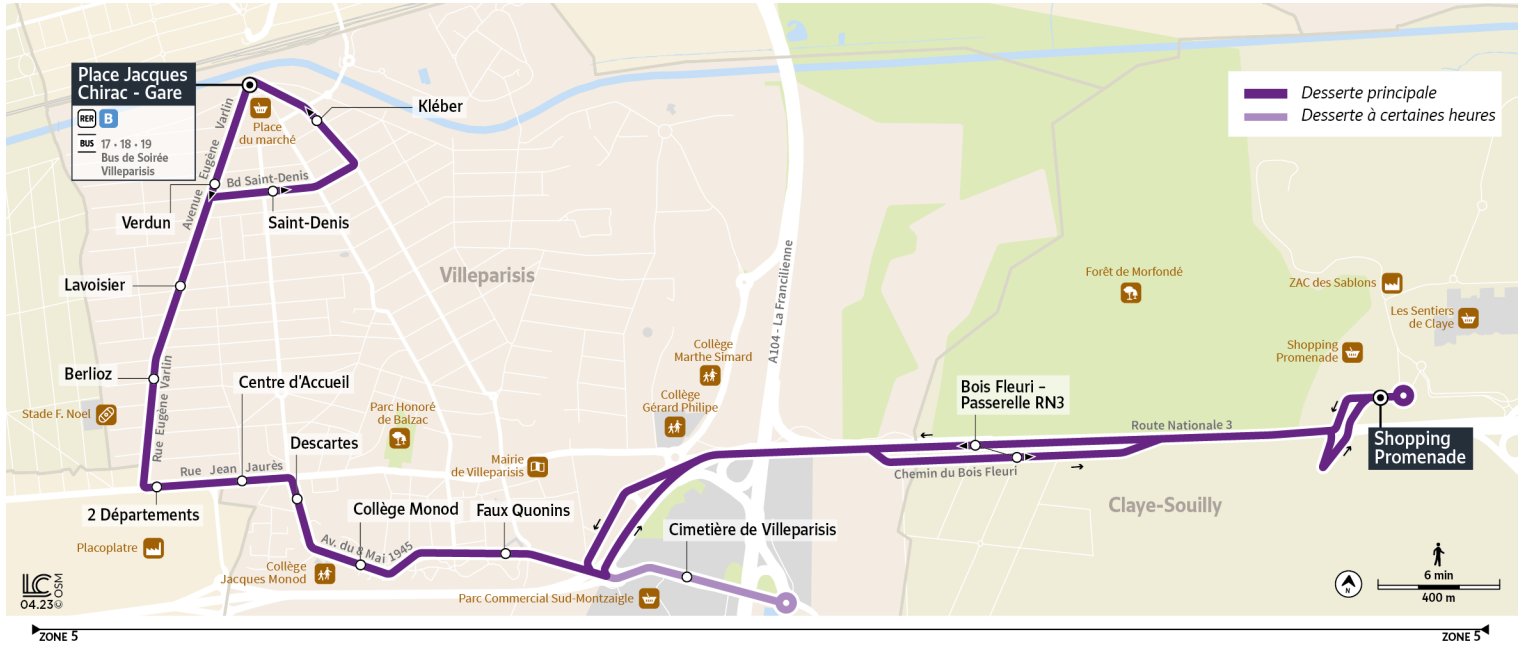 Place Jacques
Chirac - Gare
RER B
BUS 17 • 18 • 19
Bus de Soirée
Villeparisis
Place
du marché
Kléber
Avenue Eugène Varlin
Bd Saint-Denis
Verdun
Saint-Denis
Lavoisier
Villeparisis
Berlioz
Rue Eugène Varlin
Stade F. Noel
Centre d'Accueil
Parc Honoré
de Balzac
Descartes
Rue Jean Jaurès
Mairie
de Villeparisis
2 Départements
Placoplatre
Collège Monod
Faux Quonins
Av. du 8 Mai 1945
Collège
Jacques Monod
Parc Commercial Sud-Montzaigle
Cimetière de Villeparisis
Collège
Marthe Simard
Collège
Gérard Philipe
A104 - La Francilienne
Desserte principale
Desserte à certaines heures
Forêt de Morfondé
ZAC des Sablons
Les Sentiers
de Claye
Shopping
Promenade
Bois Fleuri –
Passerelle RN3
Route Nationale 3
Chemin du Bois Fleuri
Shopping
Promenade
Claye-Souilly
N
6 min
400 m
LC
04.23 © OSM
ZONE 5
ZONE 5